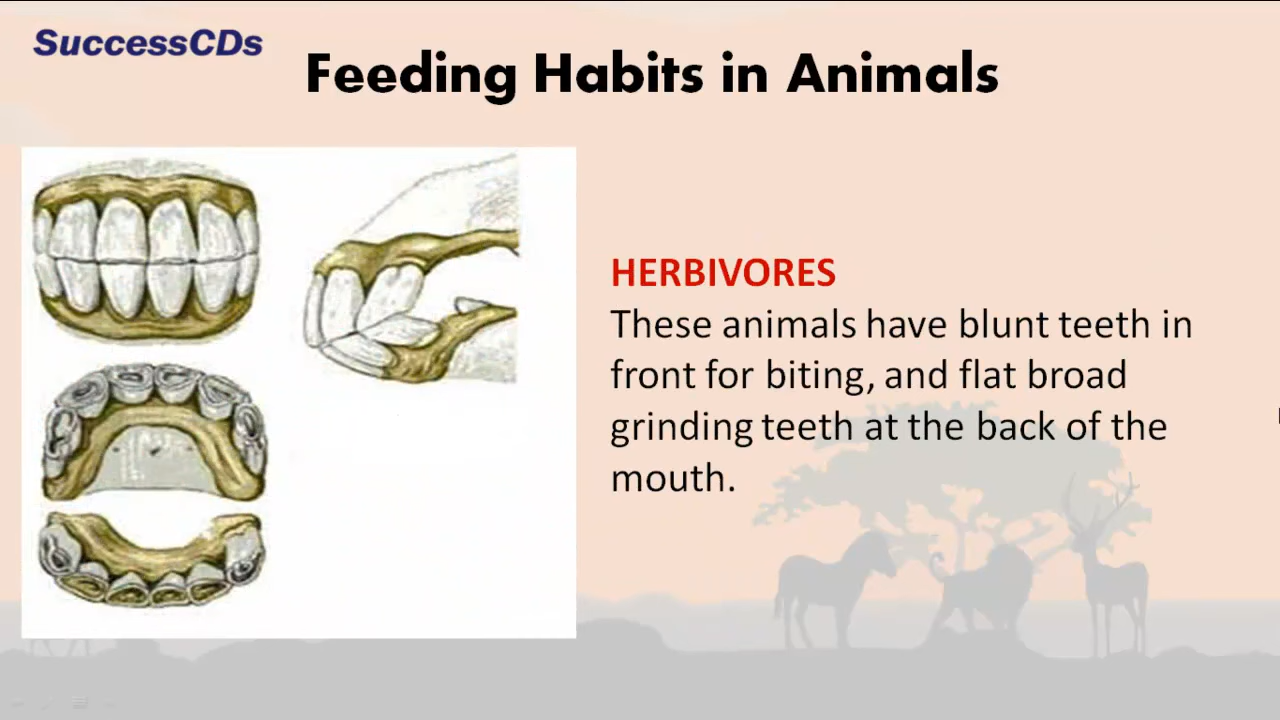 SuccessCDs
Feeding Habits in Animals
HERBIVORES
These animals have blunt teeth in
front for biting, and flat broad
grinding teeth at the back of the
mouth.